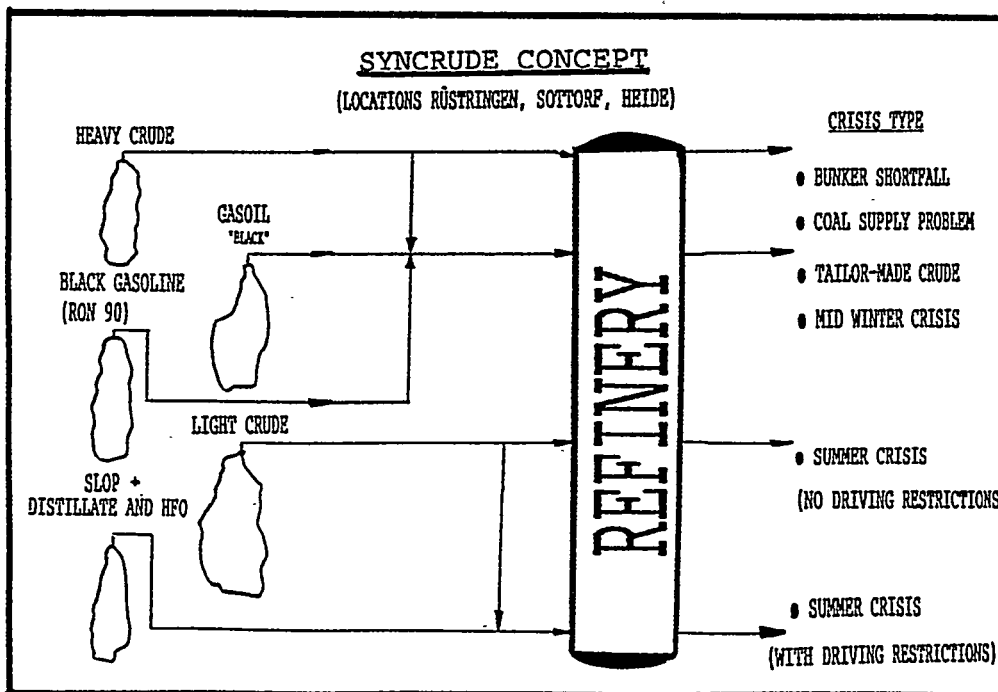 SYNCRUDE CONCEPT
(LOCATIONS RÜSTRINGEN, SOTTORF, HEIDE)
HEAVY CRUDE
GASOIL
"BLACK"
BLACK GASOLINE
(RON 90)
LIGHT CRUDE
SLOP +
DISTILLATE AND HFO
REFINERY
CRISIS TYPE
• BUNKER SHORTFALL
• COAL SUPPLY PROBLEM
• TAILOR-MADE CRUDE
• MID WINTER CRISIS
• SUMMER CRISIS
(NO DRIVING RESTRICTIONS
• SUMMER CRISIS
(WITH DRIVING RESTRICTIONS)